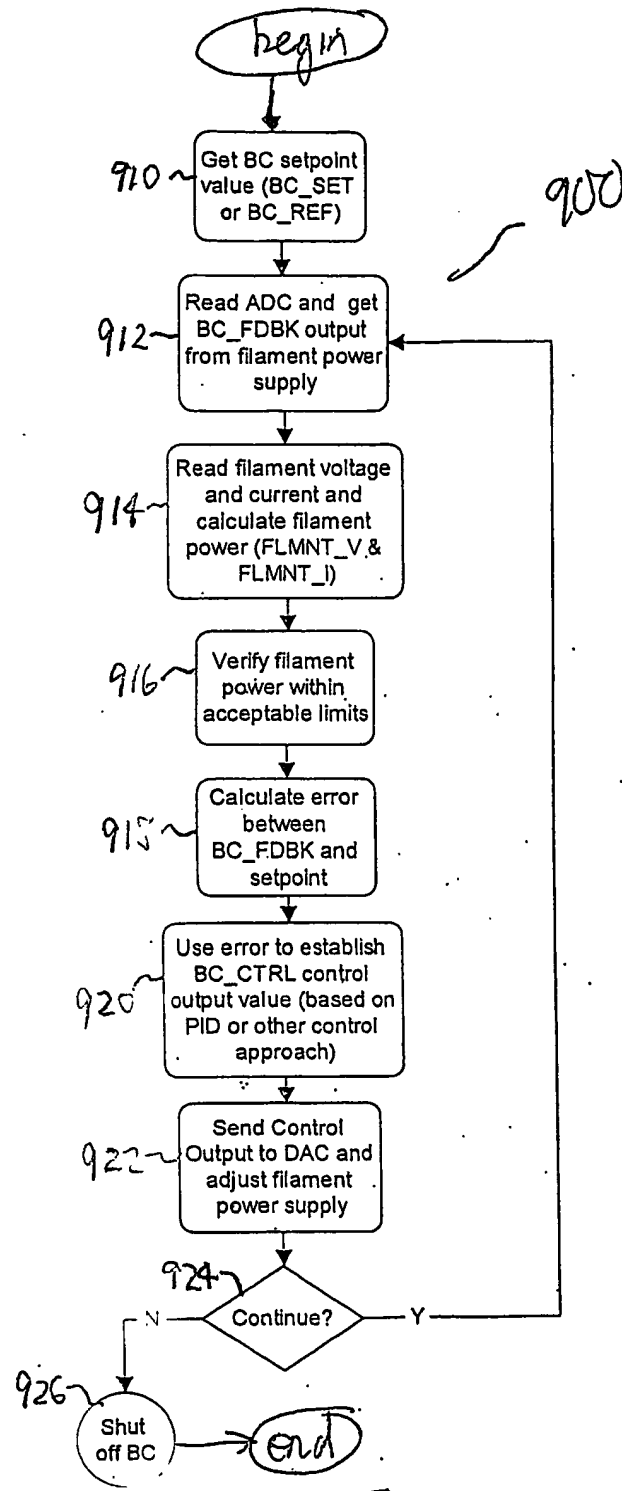 begin
910
Get BC setpoint
value (BC_SET
or BC_REF)
900
912
Read ADC and get
BC_FDBK output
from filament power
supply
914
Read filament voltage
and current and
calculate filament
power (FLMNT_V &
FLMNT_I)
916
Verify filament
power within
acceptable limits
Calculate error
between
BC_FDBK and
setpoint
920
Use error to establish
BC_CTRL control
output value (based on
PID or other control
approach)
922
Send Control
Output to DAC and
adjust filament
power supply
924
Continue?
N
Y
926
Shut
off BC
end